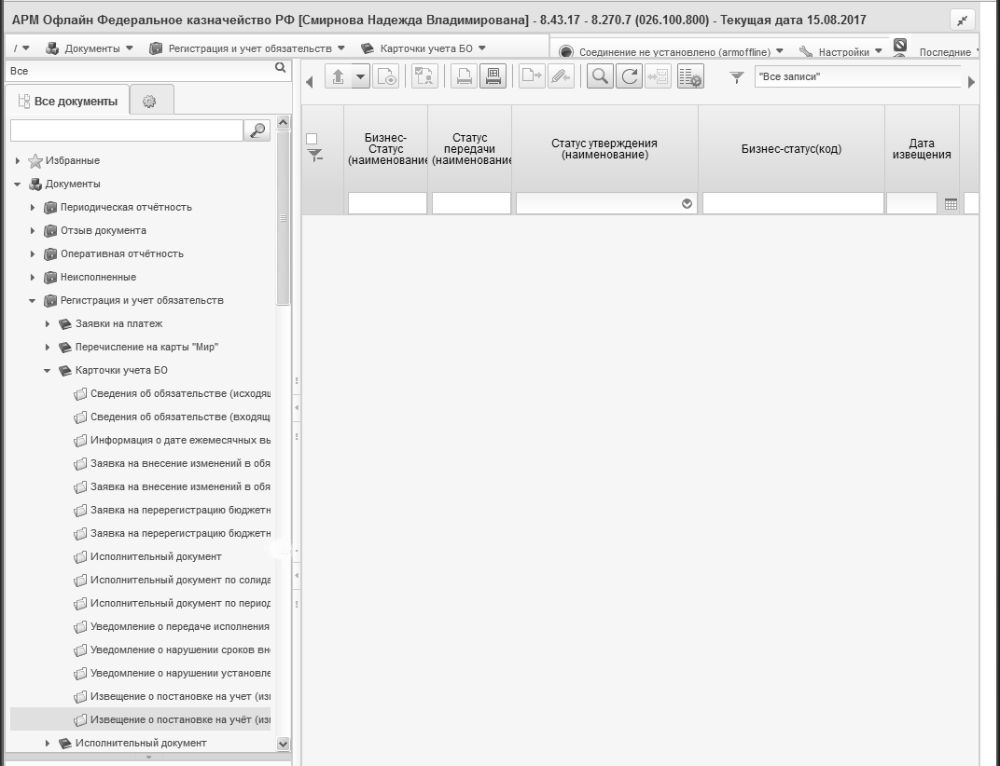 АРМ Офлайн Федеральное казначейство РФ [Смирнова Надежда Владимировна] - 8.43.17 - 8.270.7 (026.100.800) - Текущая дата 15.08.2017
/ Документы Регистрация и учет обязательств Карточки учета БО Соединение не установлено (armoffline) Настройки Последние
Все
"Все записи"
Все документы
Бизнес-Статус (наименование
Статус передачи (наименование
Статус утверждения (наименование)
Бизнес-статус(код)
Дата извещения
Избранные
Документы
Периодическая отчётность
Отзыв документа
Оперативная отчётность
Неисполненные
Регистрация и учет обязательств
Заявки на платеж
Перечисление на карты "Мир"
Карточки учета БО
Сведения об обязательстве (исходящ
Сведения об обязательстве (входящ
Информация о дате ежемесячных вы
Заявка на внесение изменений в обя
Заявка на внесение изменений в обя
Заявка на перерегистрацию бюджетн
Заявка на перерегистрацию бюджетн
Исполнительный документ
Исполнительный документ по солида
Исполнительный документ по период
Уведомление о передаче исполнения
Уведомление о нарушении сроков вн
Уведомление о нарушении установле
Извещение о постановке на учет (из
Извещение о постановке на учёт (из
Исполнительный документ